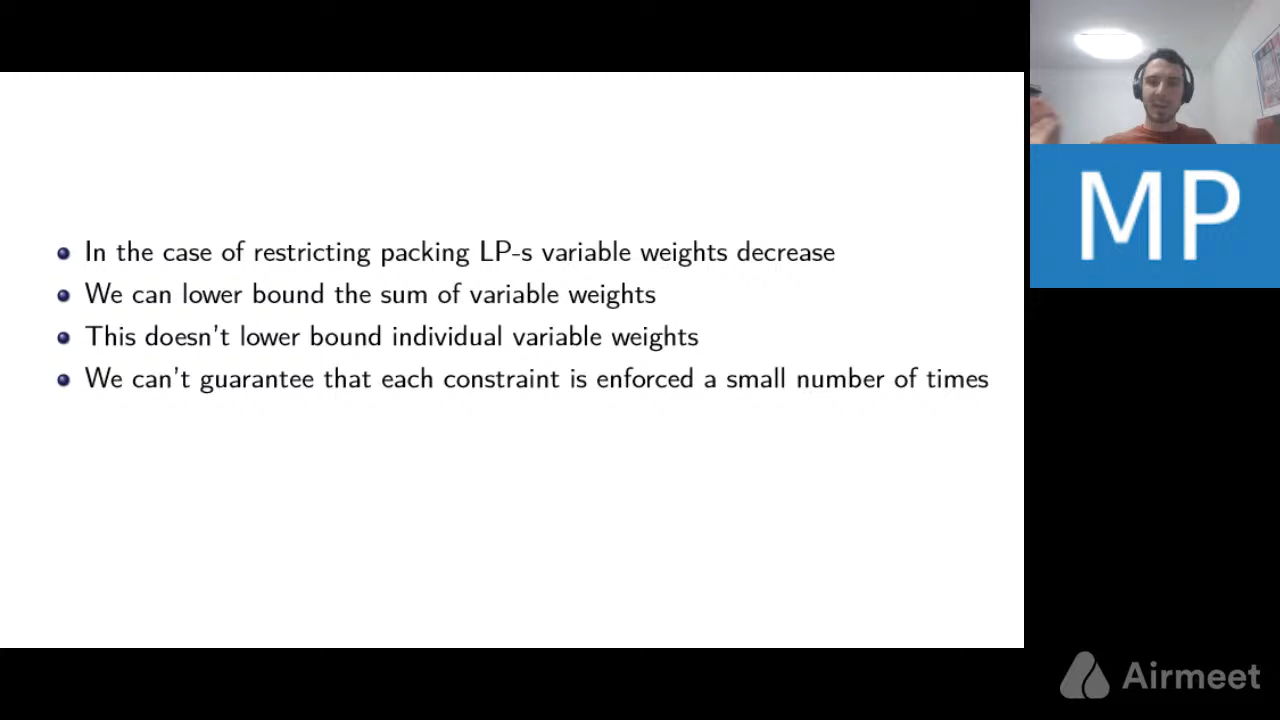 In the case of restricting packing LP-s variable weights decrease
We can lower bound the sum of variable weights
This doesn't lower bound individual variable weights
We can't guarantee that each constraint is enforced a small number of times
MP
Airmeet